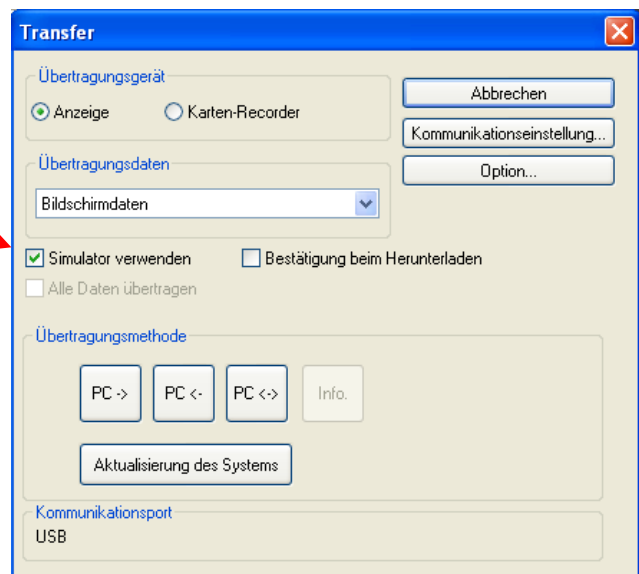 Transfer
Übertragungsgerät
Anzeige
Karten-Recorder
Abbrechen
Kommunikationseinstellung...
Option...
Übertragungsdaten
Bildschirmdaten
Simulator verwenden
Bestätigung beim Herunterladen
Alle Daten übertragen
Übertragungsmethode
PC ->
PC <-
PC <->
Info.
Aktualisierung des Systems
Kommunikationsport
USB